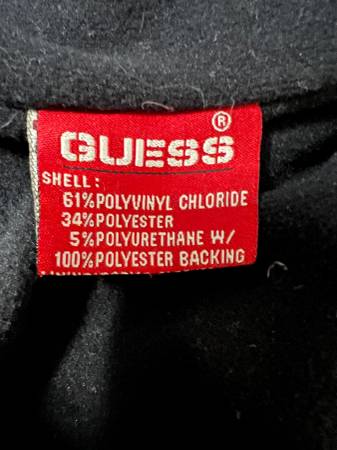 GUESS®
SHELL:
61%POLYVINYL CHLORIDE
34%POLYESTER
5%POLYURETHANE W/
100%POLYESTER BACKING